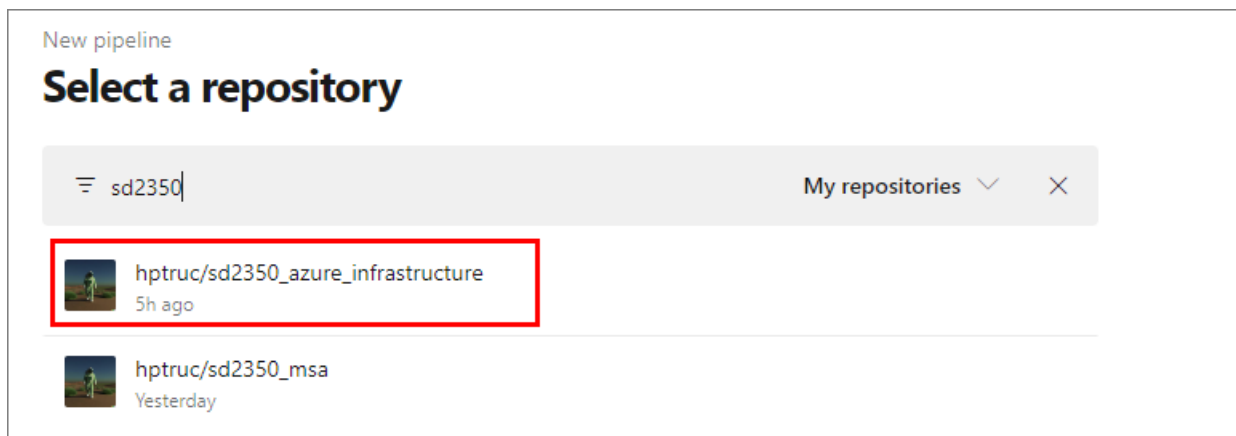 New pipeline
Select a repository
sd2350
My repositories
hptruc/sd2350_azure_infrastructure
5h ago
hptruc/sd2350_msa
Yesterday